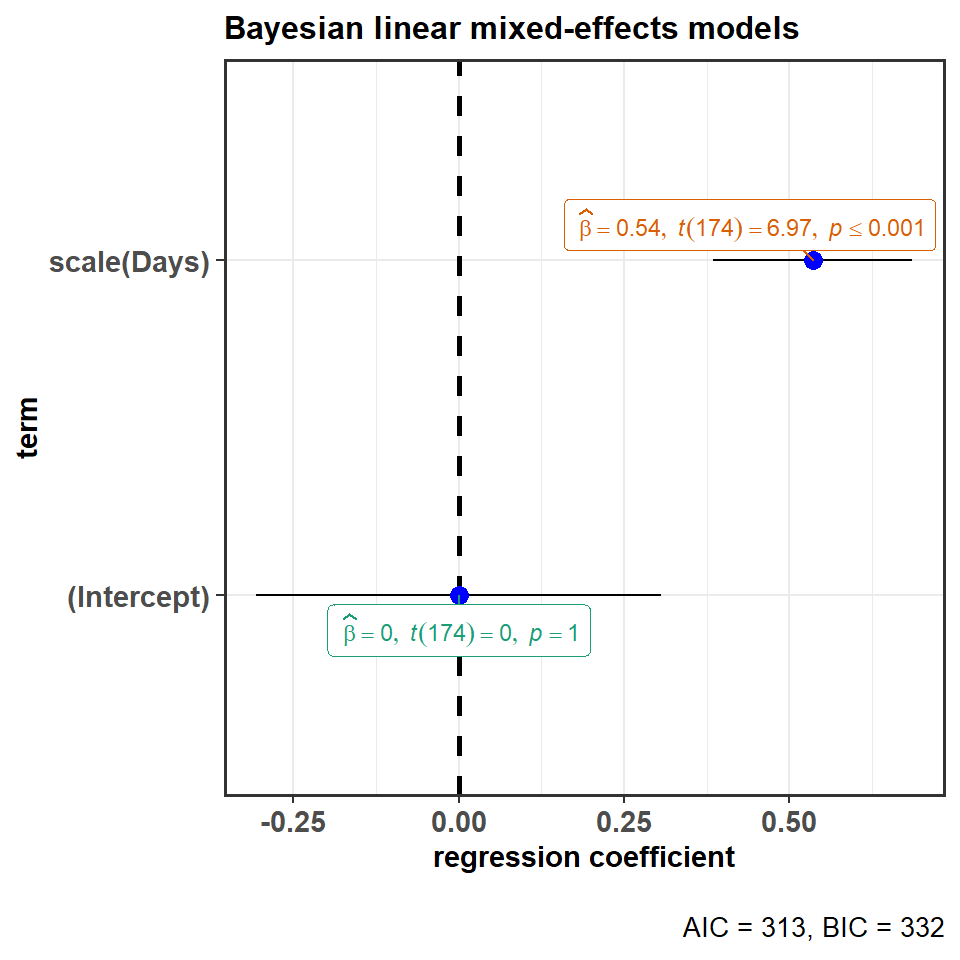 Bayesian linear mixed-effects models
term
scale(Days)
β̂ = 0.54, t(174) = 6.97, p ≤ 0.001
(Intercept)
β̂ = 0, t(174) = 0, p = 1
-0.25 0.00 0.25 0.50
regression coefficient
AIC = 313, BIC = 332